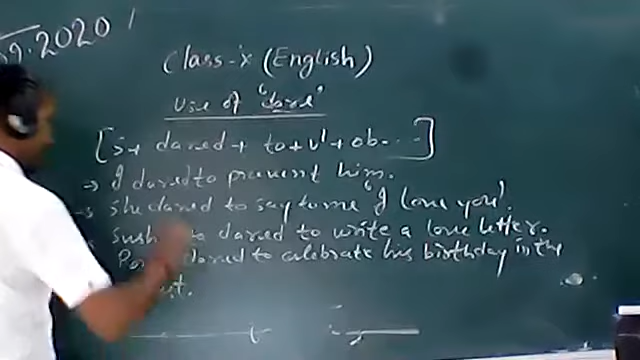 09.2020
Class-X (English)
Use of "dare"
[S+ dared + to + V¹ + ob...]
→ I dared to prevent him.
→ She dared to say to me "I love you".
dared to write a love letter.
dared to celebrate his birthday in the